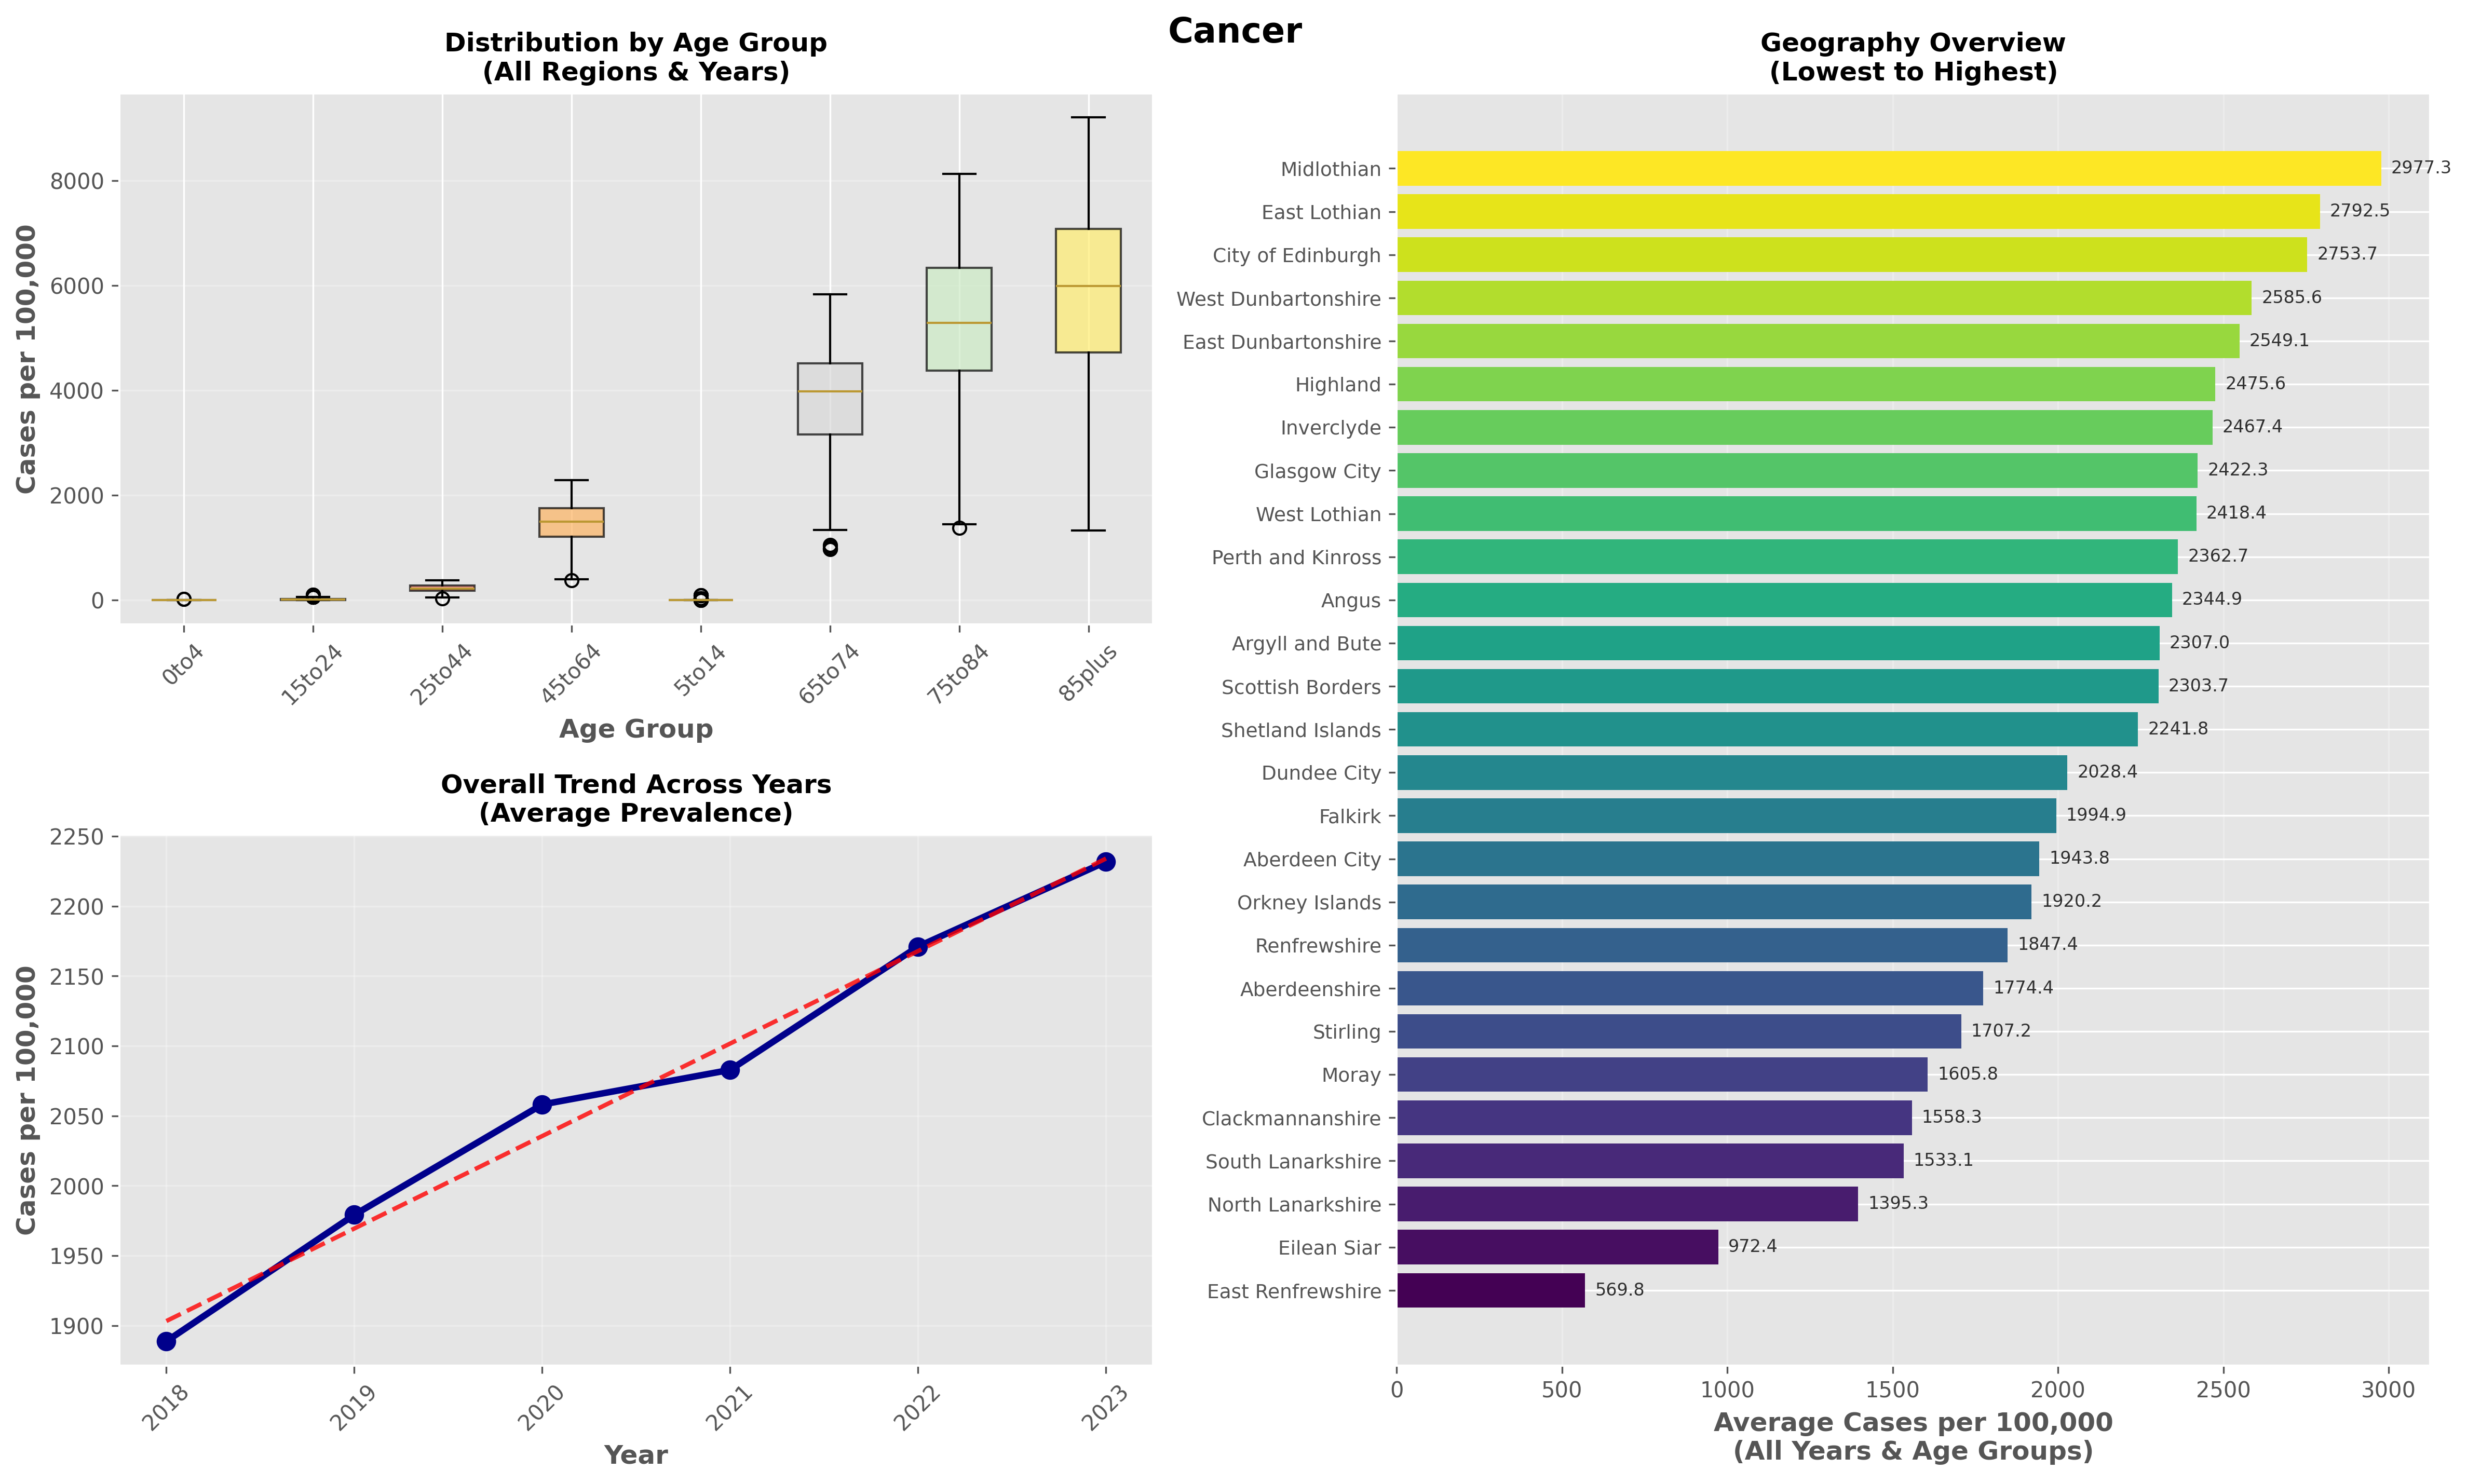 Cancer
Distribution by Age Group
(All Regions & Years)
Cases per 100,000
8000
6000
4000
2000
0
0to4
15to24
25to44
45to64
5to14
65to74
75to84
85plus
Age Group
Overall Trend Across Years
(Average Prevalence)
Cases per 100,000
2250
2200
2150
2100
2050
2000
1950
1900
2018
2019
2020
2021
2022
2023
Year
Geography Overview
(Lowest to Highest)
Midlothian 2977.3
East Lothian 2792.5
City of Edinburgh 2753.7
West Dunbartonshire 2585.6
East Dunbartonshire 2549.1
Highland 2475.6
Inverclyde 2467.4
Glasgow City 2422.3
West Lothian 2418.4
Perth and Kinross 2362.7
Angus 2344.9
Argyll and Bute 2307.0
Scottish Borders 2303.7
Shetland Islands 2241.8
Dundee City 2028.4
Falkirk 1994.9
Aberdeen City 1943.8
Orkney Islands 1920.2
Renfrewshire 1847.4
Aberdeenshire 1774.4
Stirling 1707.2
Moray 1605.8
Clackmannanshire 1558.3
South Lanarkshire 1533.1
North Lanarkshire 1395.3
Eilean Siar 972.4
East Renfrewshire 569.8
0 500 1000 1500 2000 2500 3000
Average Cases per 100,000
(All Years & Age Groups)